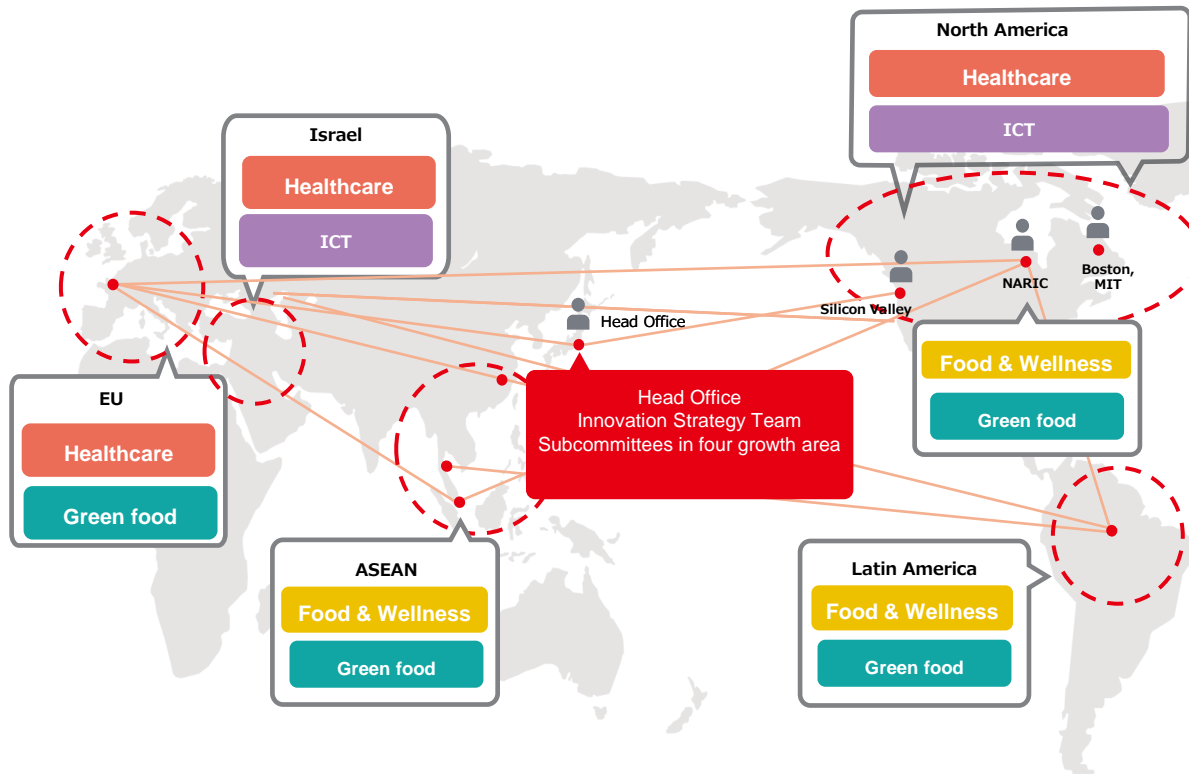 North America
Healthcare
ICT
Israel
Healthcare
ICT
Silicon Valley
NARIC
Boston,
MIT
Head Office
Head Office
Innovation Strategy Team
Subcommittees in four growth area
Food & Wellness
Green food
EU
Healthcare
Green food
ASEAN
Food & Wellness
Green food
Latin America
Food & Wellness
Green food